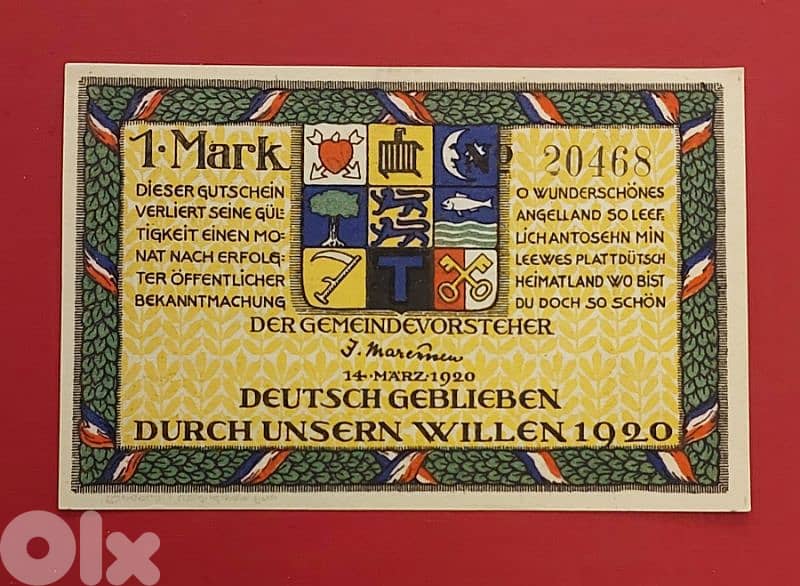 1·Mark
Nº 20468
DIESER GUTSCHEIN
VERLIERT SEINE GÜL=
TIGKEIT EINEN MO=
NAT NACH ERFOLG=
TER ÖFFENTLICHER
BEKANNTMACHUNG
T
O WUNDERSCHÖNES
ANGELLAND SO LEEF
LICHANTOSEHN MIN
LEEWES PLATTDÜTSCH
HEIMATLAND WO BIST
DU DOCH SO SCHÖN
DER GEMEINDEVORSTEHER
14·MÄRZ·1920
DEUTSCH GEBLIEBEN
DURCH UNSERN WILLEN 1920
Olx